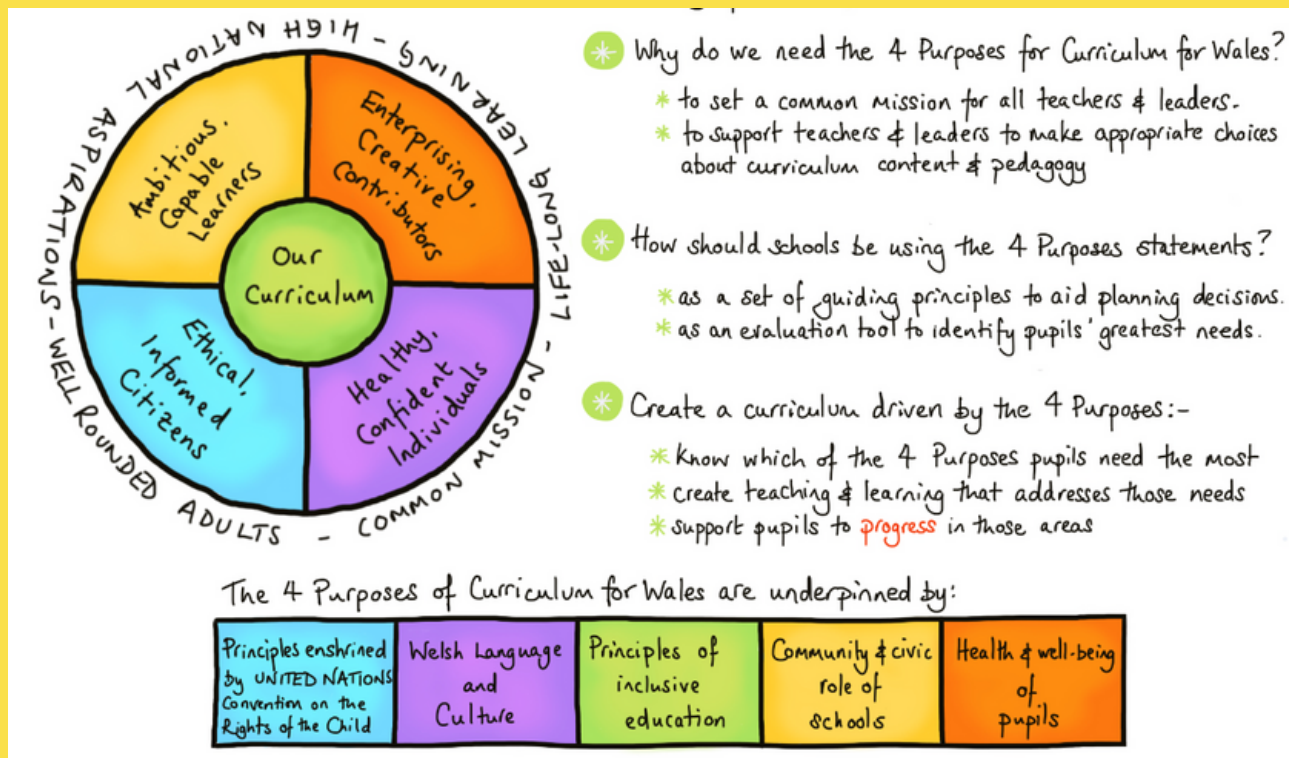 HIGH NATIONAL ASPIRATIONS - WELL ROUNDED ADULTS - COMMON MISSION - LIFE-LONG LEARNING -
Ambitious,
Capable
Learners
Enterprising,
Creative
Contributors
Our
Curriculum
Ethical,
Informed
Citizens
Healthy,
Confident
Individuals
Why do we need the 4 Purposes for Curriculum for Wales?
to set a common mission for all teachers & leaders.
to support teachers & leaders to make appropriate choices
about curriculum content & pedagogy
How should schools be using the 4 Purposes statements?
as a set of guiding principles to aid planning decisions.
as an evaluation tool to identify pupils' greatest needs.
Create a curriculum driven by the 4 Purposes:-
Know which of the 4 Purposes pupils need the most
create teaching & learning that addresses those needs
support pupils to progress in those areas
The 4 Purposes of Curriculum for Wales are underpinned by:
Principles enshrined
by UNITED NATIONS
Convention on the
Rights of the Child
Welsh Language
and
Culture
Principles of
inclusive
education
Community & civic
role of
schools
Health & well-being
of
pupils